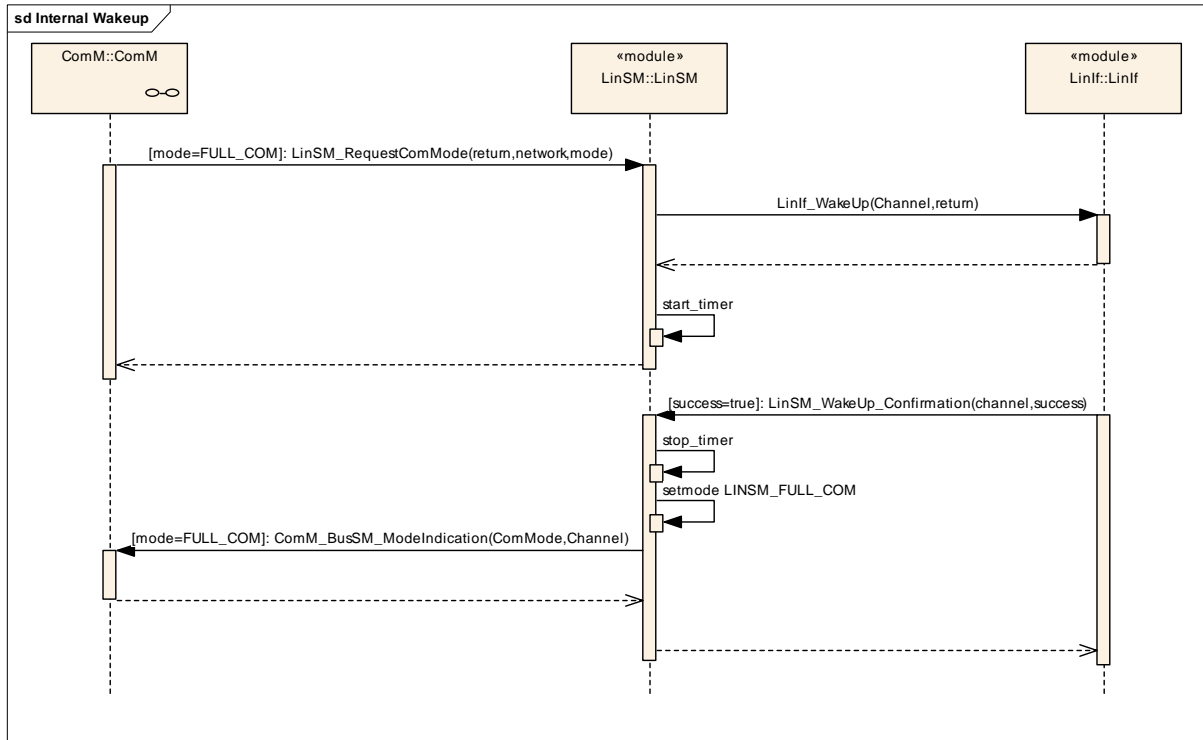 sd Internal Wakeup
ComM::ComM
«module»
LinSM::LinSM
«module»
LinIf::LinIf
[mode=FULL_COM]: LinSM_RequestComMode(return,network,mode)
LinIf_WakeUp(Channel,return)
start_timer
[success=true]: LinSM_WakeUp_Confirmation(channel,success)
stop_timer
setmode LINSM_FULL_COM
[mode=FULL_COM]: ComM_BusSM_ModeIndication(ComMode,Channel)